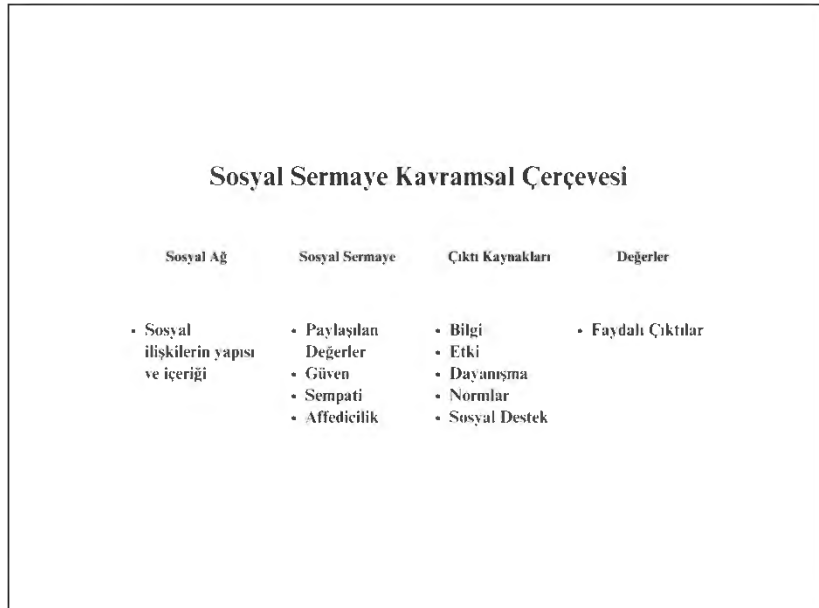 Sosyal Sermaye Kavramsal Çerçevesi
Sosyal Ağ
Sosyal Sermaye
Çıktı Kaynakları
Değerler
• Sosyal
ilişkilerin yapısı
ve içeriği
• Paylaşılan
Değerler
• Güven
• Sempati
• Affedicilik
• Bilgi
• Etki
• Dayanışma
• Normlar
• Sosyal Destek
• Faydalı Çıktılar